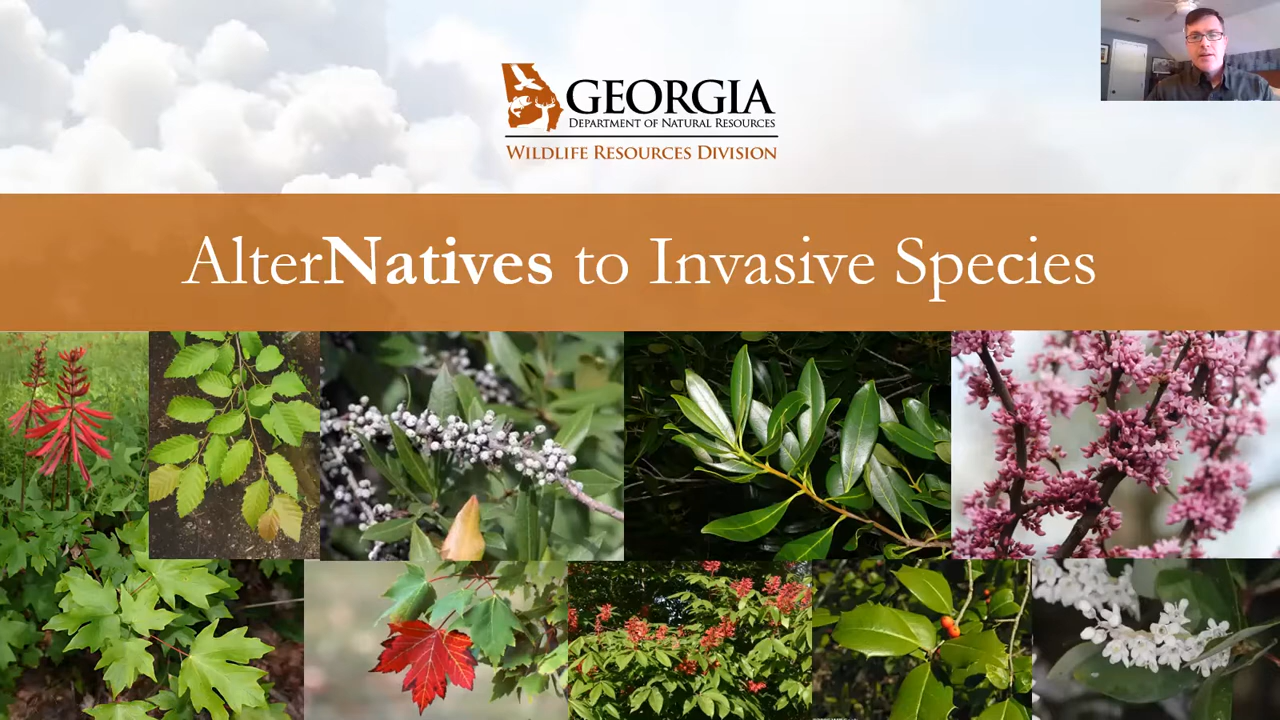 GEORGIA
DEPARTMENT OF NATURAL RESOURCES
WILDLIFE RESOURCES DIVISION
AlterNatives to Invasive Species